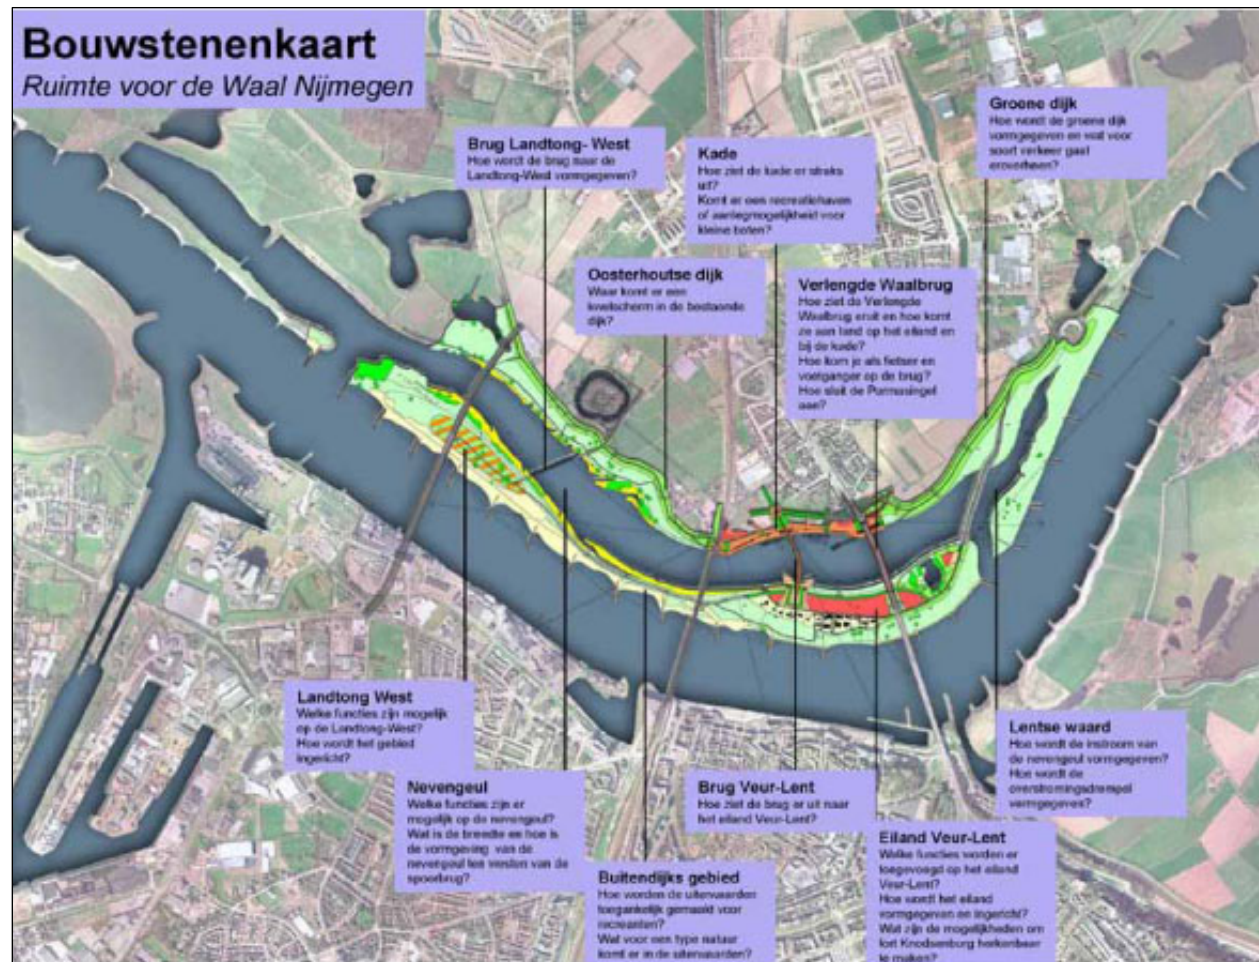 Bouwstenenkaart
Ruimte voor de Waal Nijmegen
Groene dijk
Hoe wordt de groene dijk
vormgegeven en wat voor
soort verkeer gaat
eroverheen?
Brug Landtong- West
Hoe wordt de brug naar de
Landtong-West vormgegeven?
Kade
Hoe ziet de kade er straks
uit?
Komt er een recreatiehaven
of aanlegmogelijkheid voor
kleine boten?
Oosterhoutse dijk
Waar komt er een
kwelscherm in de bestaande
dijk?
Verlengde Waalbrug
Hoe ziet de Verlengde
Waalbrug eruit en hoe komt
ze aan land op het eiland en
bij de kade?
Hoe kom je als fietser en
voetganger op de brug?
Hoe sluit de Parmasingel
aan?
Landtong West
Welke functies zijn mogelijk
op de Landtong-West?
Hoe wordt het gebied
ingericht?
Nevengeul
Welke functies zijn er
mogelijk op de nevengeul?
Wat is de breedte en hoe is
de vormgeving van de
nevengeul ten westen van de
spoorbrug?
Buitendijks gebied
Hoe worden de uiterwaarden
toegankelijk gemaakt voor
recreanten?
Wat voor een type natuur
komt er in de uiterwaarden?
Brug Veur-Lent
Hoe ziet de brug er uit naar
het eiland Veur-Lent?
Eiland Veur-Lent
Welke functies worden er
toegevoegd op het eiland
Veur-Lent?
Hoe wordt het eiland
vormgegeven en ingericht?
Wat zijn de mogelijkheden om
fort Knodsenburg herkenbaar
te maken?
Lentse waard
Hoe wordt de instroom van
de nevengeul vormgegeven?
Hoe wordt de
overstromingsdrempel
vormgegeven?